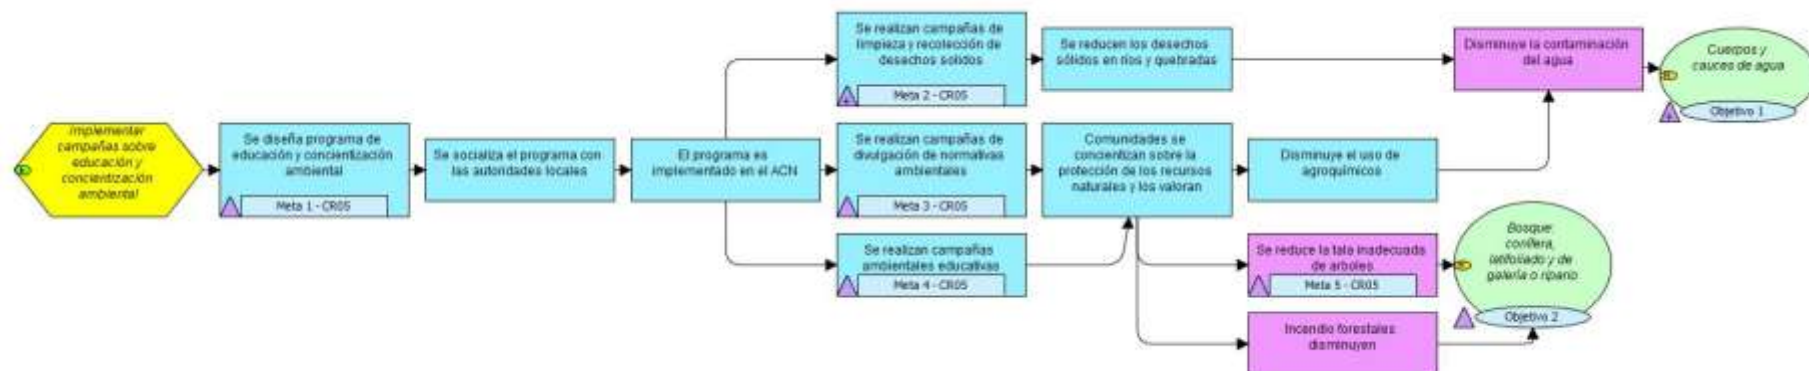 Implementar
campañas sobre
educación y
concientización
ambiental
Se diseña programa de
educación y concientización
ambiental
Meta 1 - CR05
Se socializa el programa con
las autoridades locales
El programa es
implementado en el ACN
Se realizan campañas de
limpieza y recolección de
desechos solidos
Meta 2 - CR05
Se reducen los desechos
sólidos en ríos y quebradas
Disminuye la contaminación
del agua
Cuerpos y
cauces de agua
Objetivo 1
Se realizan campañas de
divulgación de normativas
ambientales
Meta 3 - CR05
Comunidades se
concientizan sobre la
protección de los recursos
naturales y los valoran
Disminuye el uso de
agroquímicos
Se realizan campañas
ambientales educativas
Meta 4 - CR05
Se reduce la tala inadecuada
de arboles
Meta 5 - CR05
Bosque:
conífera,
latifoliado y de
galería o ripario
Objetivo 2
Incendio forestales
disminuyen